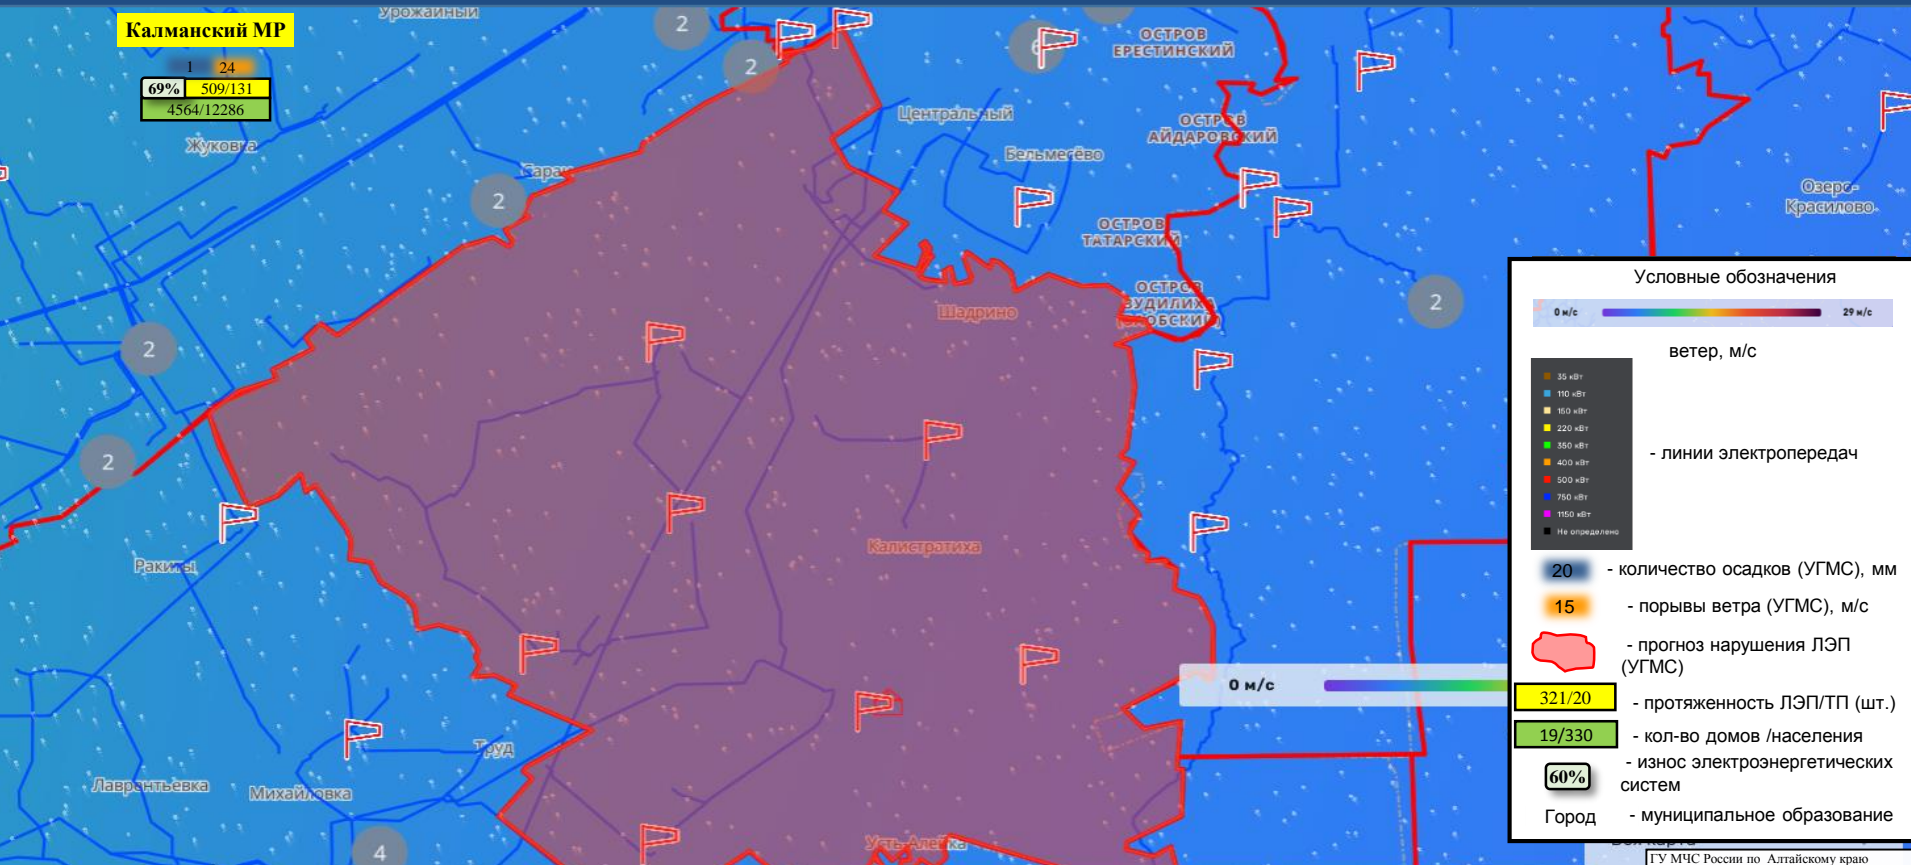 Калманский МР
1 24
69% 509/131
4564/12286
Урожайный
2
2
6
ОСТРОВ
ЕРЕСТИНСКИЙ
Центральный
ОСТРОВ
АЙДАРОВСКИЙ
Жуковка
Бельмесёво
2
Озеро-
Красилово
ОСТРОВ
ТАТАРСКИЙ
ОСТРОВ
Шадрино
2
2
2
Калистратиха
Ракиты
0 м/с
Труд
Лаврентьевка
Михайловка
Усть-Алейка
4
Условные обозначения
0 м/с 29 м/с
ветер, м/с
35 кВт
110 кВт
150 кВт
220 кВт
350 кВт
400 кВт
500 кВт
750 кВт
1150 кВт
Не определено
- линии электропередач
20 - количество осадков (УГМС), мм
15 - порывы ветра (УГМС), м/с
- прогноз нарушения ЛЭП
(УГМС)
321/20 - протяженность ЛЭП/ТП (шт.)
19/330 - кол-во домов /населения
60% - износ электроэнергетических
систем
Город - муниципальное образование
ГУ МЧС России по Алтайскому краю